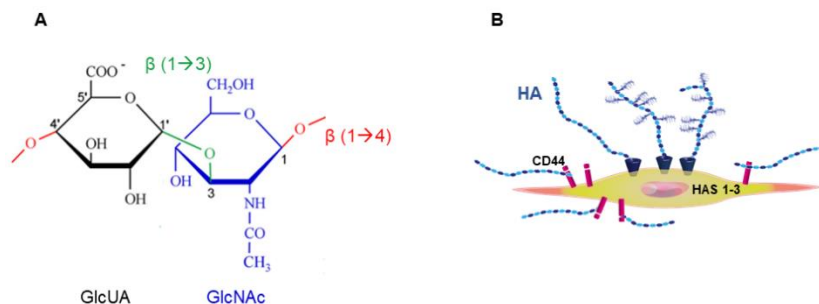 A
B
β (1→3)
COO⁻
CH₂OH
5'
O
O
HA
4'
1'
O
β (1→4)
O
O
1
CD44
OH
OH
3
HAS 1-3
OH
NH
CO
CH₃
GlcUA
GlcNAc